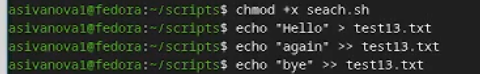 asivanova1@fedora:~/scripts$ chmod +x seach.sh
asivanova1@fedora:~/scripts$ echo "Hello" > test13.txt
asivanova1@fedora:~/scripts$ echo "again" >> test13.txt
asivanova1@fedora:~/scripts$ echo "bye" >> test13.txt